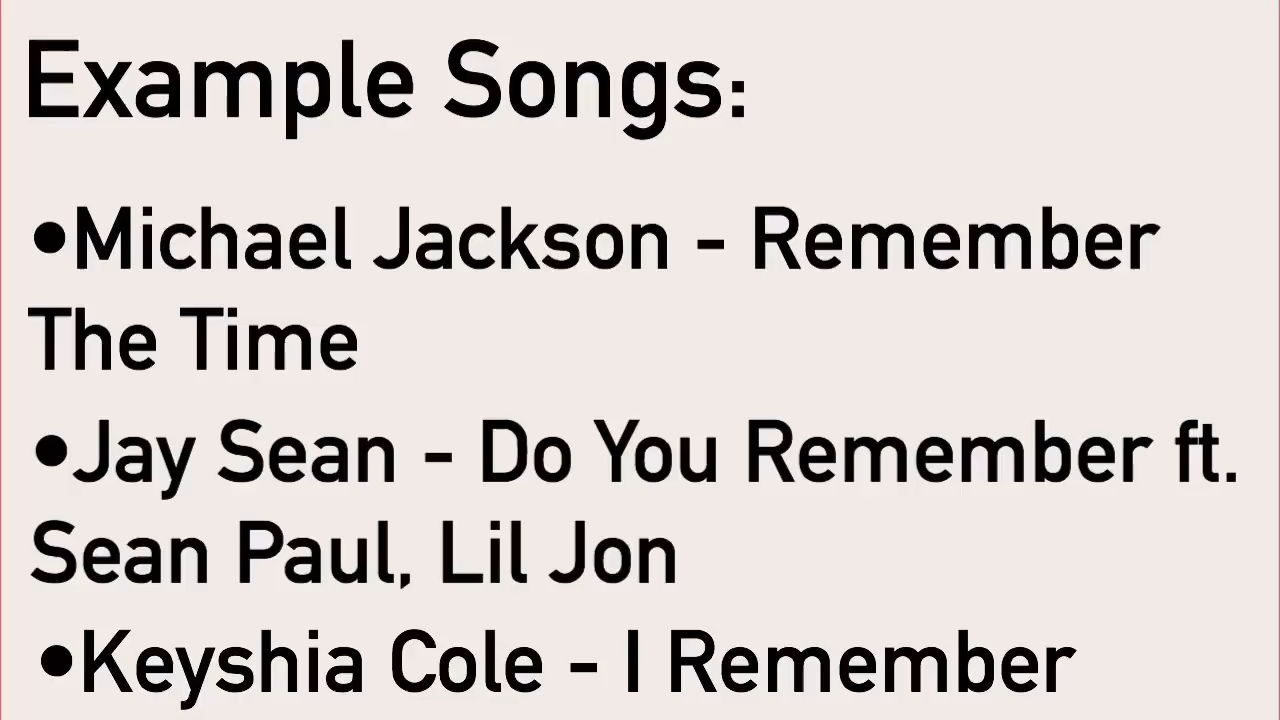 Example Songs:
•Michael Jackson - Remember
The Time
•Jay Sean - Do You Remember ft.
Sean Paul, Lil Jon
•Keyshia Cole - I Remember